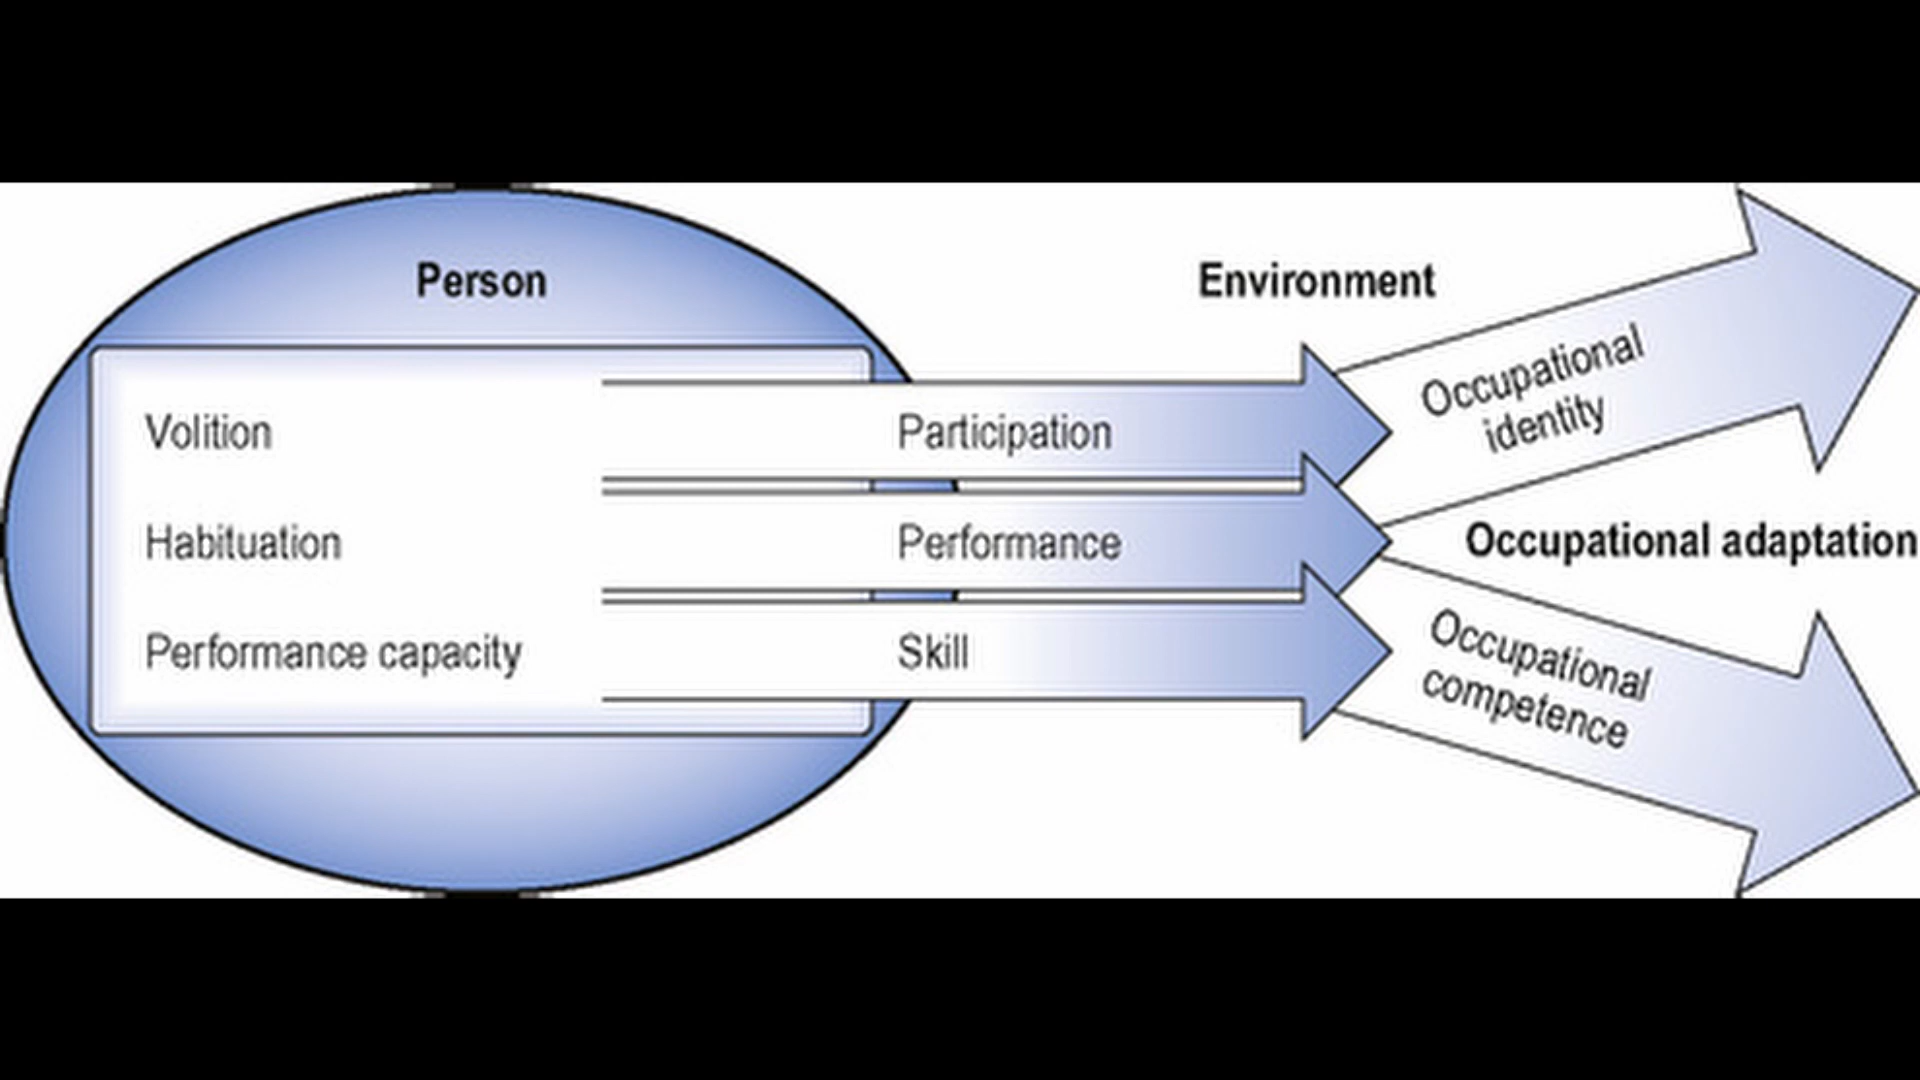 Person
Environment
Volition
Participation
Occupational
identity
Habituation
Performance
Occupational adaptation
Performance capacity
Skill
Occupational
competence